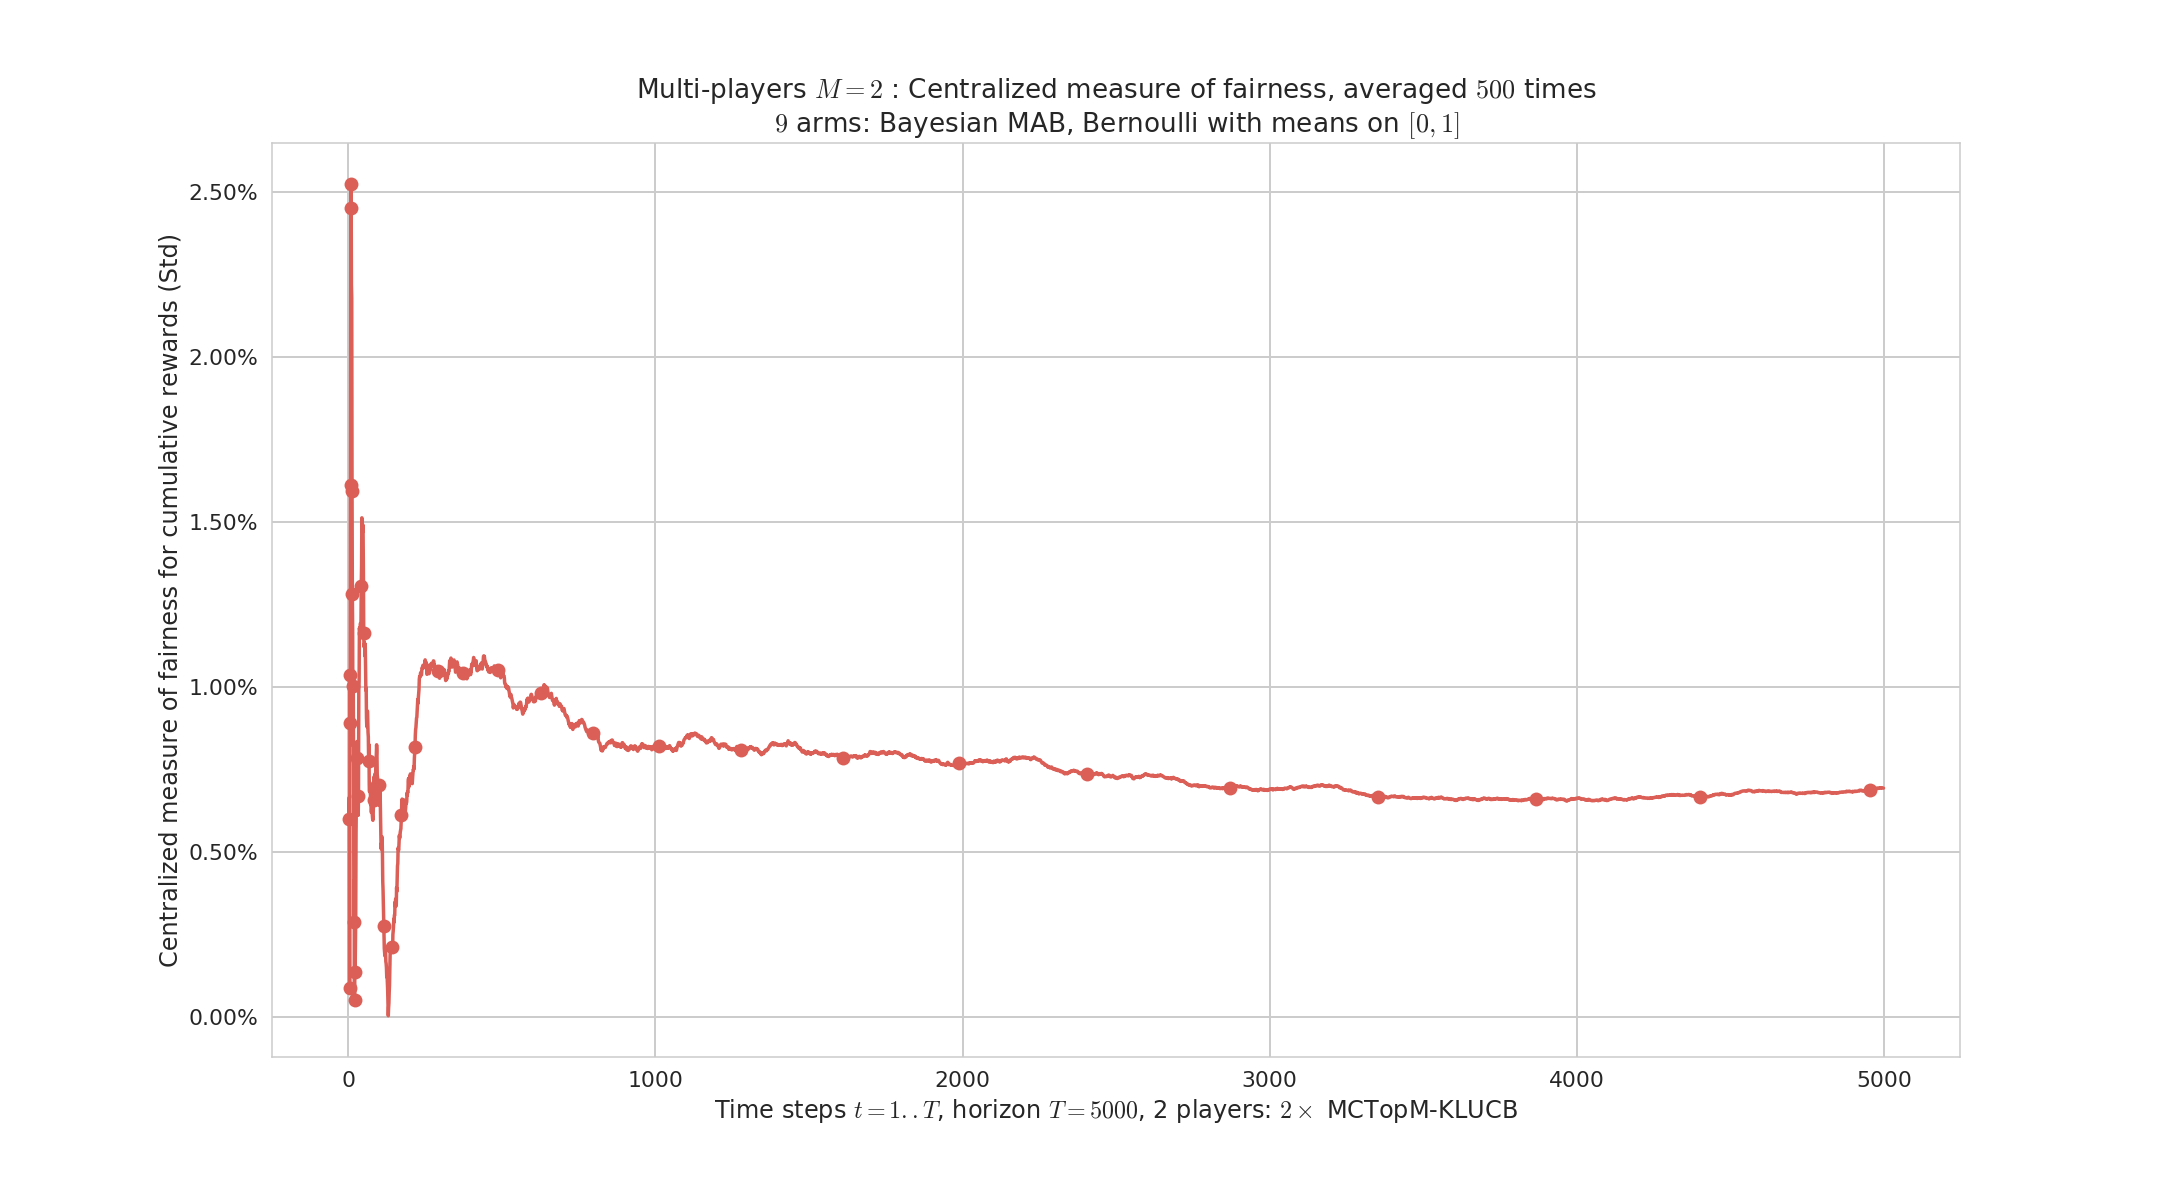 Multi-players M = 2 : Centralized measure of fairness, averaged 500 times
9 arms: Bayesian MAB, Bernoulli with means on [0, 1]
Centralized measure of fairness for cumulative rewards (Std)
2.50%
2.00%
1.50%
1.00%
0.50%
0.00%
0 1000 2000 3000 4000 5000
Time steps t = 1..T, horizon T = 5000, 2 players: 2× MCTopM-KLUCB